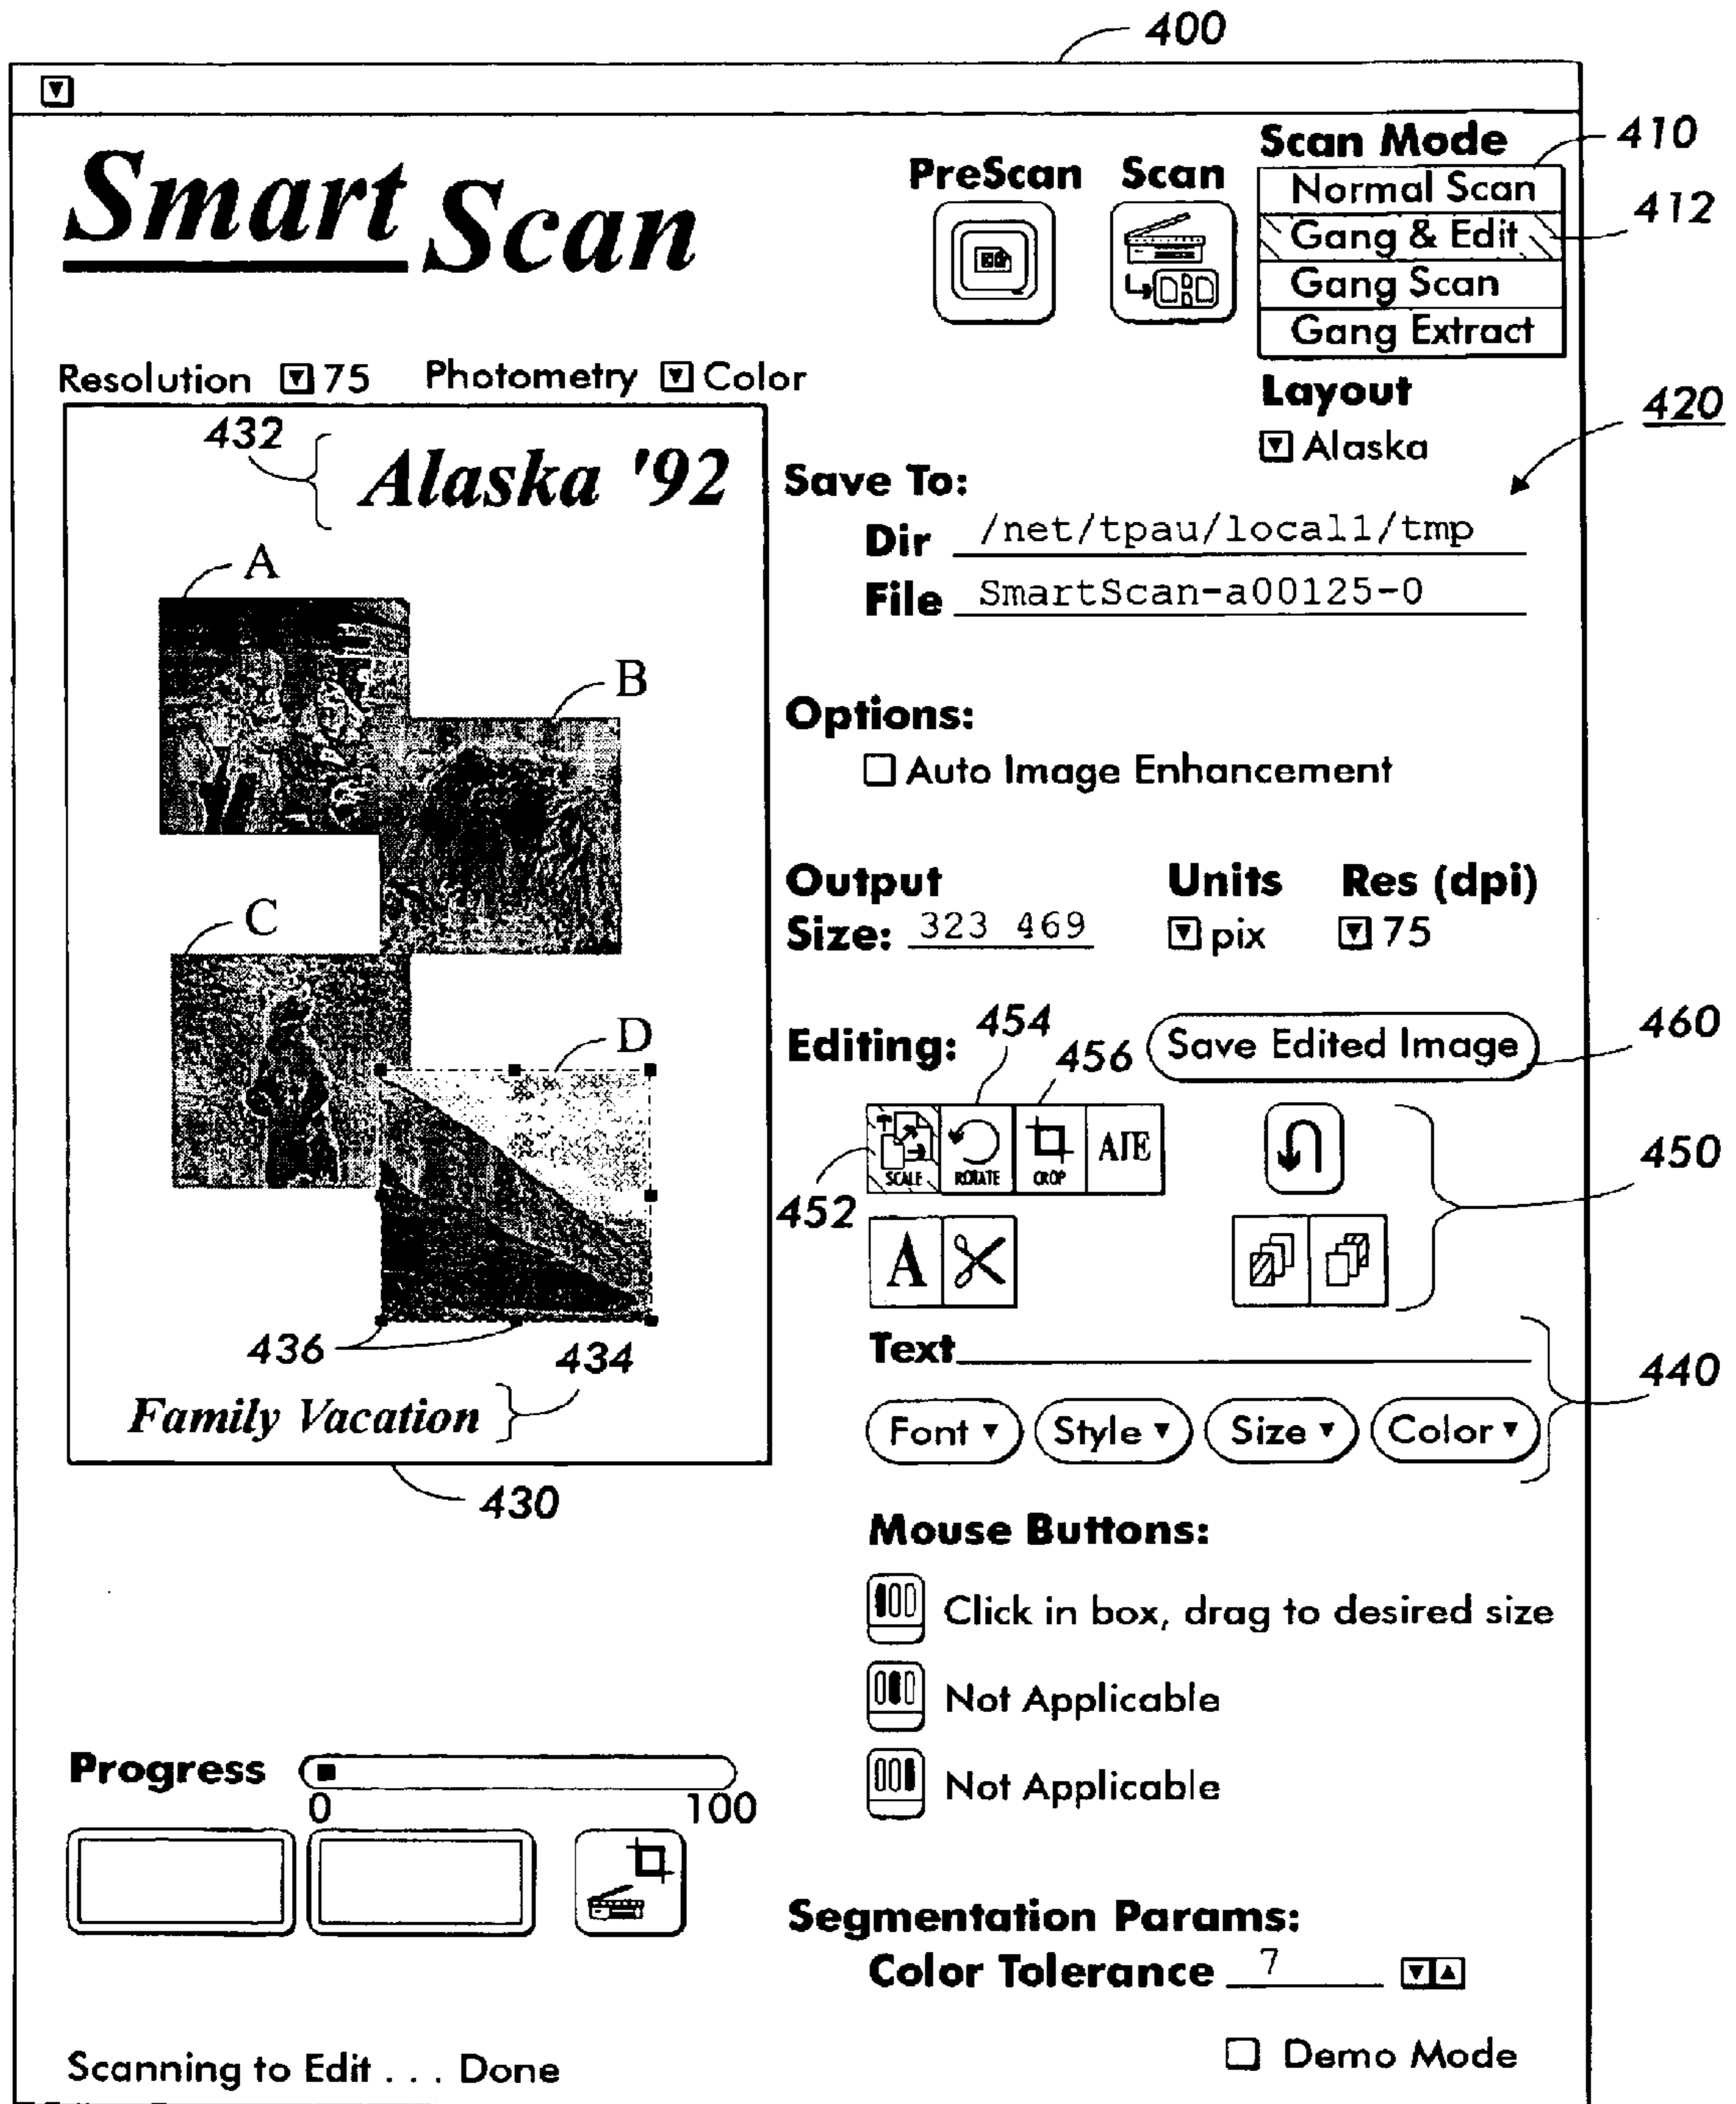 400
Smart Scan
PreScan
Scan
Scan Mode
410
Normal Scan
412
Gang & Edit
Gang Scan
Gang Extract
Resolution 75
Photometry Color
Layout
Alaska
420
432
Alaska '92
A
B
C
D
436
434
Family Vacation
430
Save To:
Dir /net/tpau/local1/tmp
File SmartScan-a00125-0
Options:
Auto Image Enhancement
Output
Size: 323 469
Units
pix
Res (dpi)
75
Editing:
454
456
Save Edited Image
460
SCALE
ROTATE
CROP
AIE
452
450
A
Text
440
Font
Style
Size
Color
Mouse Buttons:
Click in box, drag to desired size
Not Applicable
Not Applicable
Progress
0
100
Segmentation Params:
Color Tolerance 7
Demo Mode
Scanning to Edit . . . Done